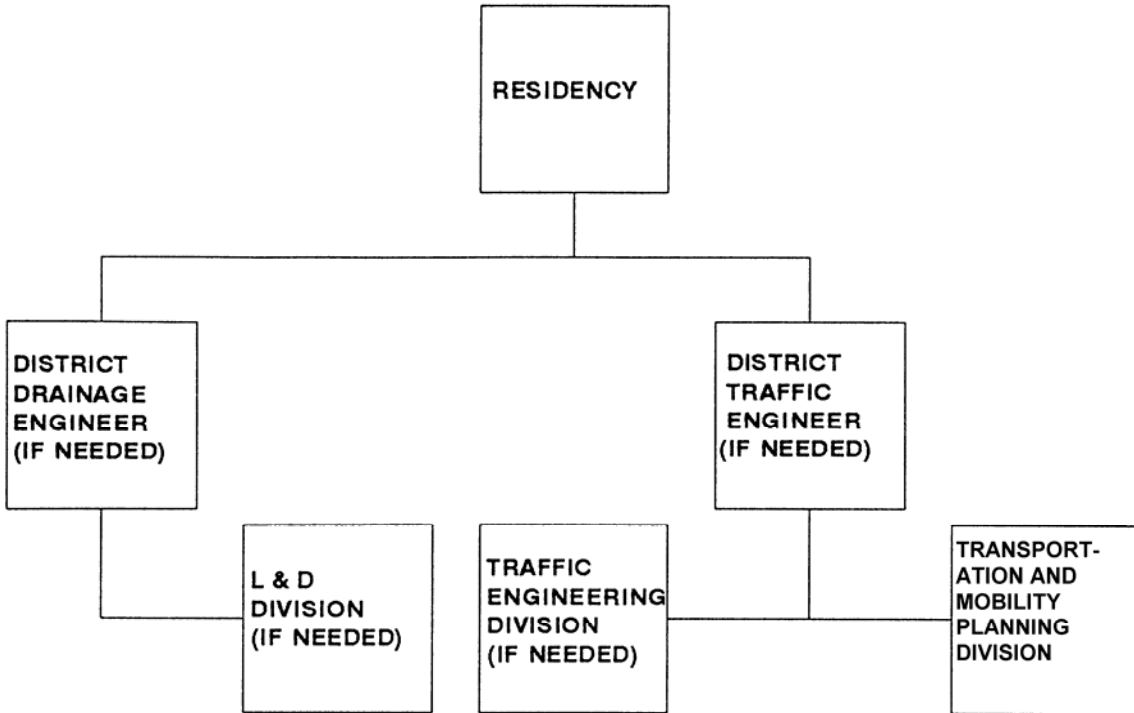 RESIDENCY
DISTRICT
DRAINAGE
ENGINEER
(IF NEEDED)
DISTRICT
TRAFFIC
ENGINEER
(IF NEEDED)
L & D
DIVISION
(IF NEEDED)
TRAFFIC
ENGINEERING
DIVISION
(IF NEEDED)
TRANSPORT-
ATION AND
MOBILITY
PLANNING
DIVISION